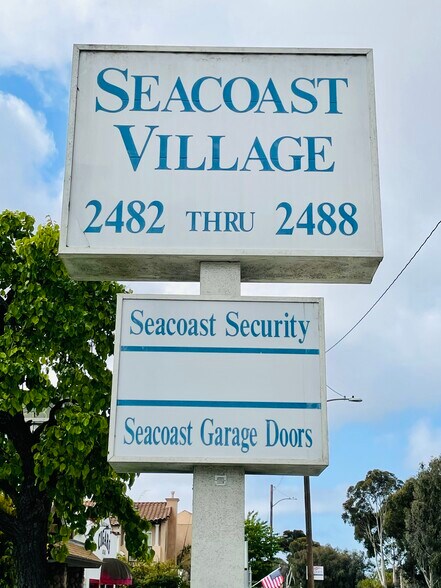 SEACOAST
VILLAGE
2482 THRU 2488
Seacoast Security
Seacoast Garage Doors